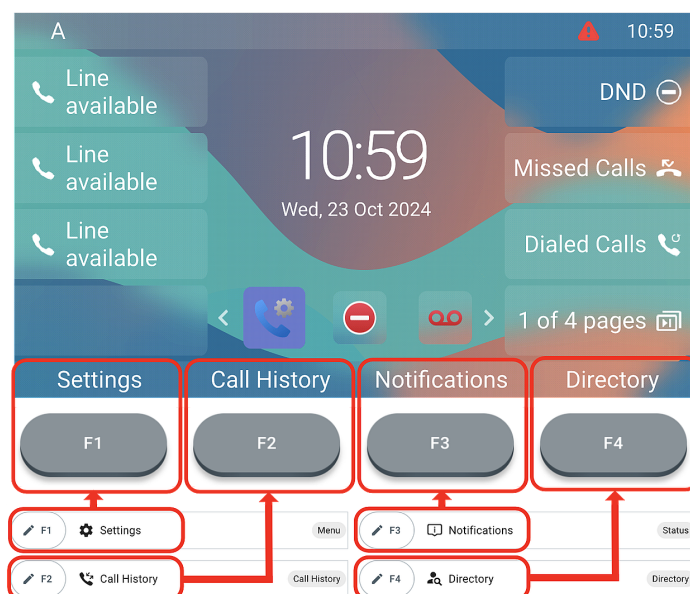 A
10:59
Line
available
DND
10:59
Line
available
Missed Calls
Wed, 23 Oct 2024
Line
available
Dialed Calls
1 of 4 pages
Settings
Call History
Notifications
Directory
F1
F2
F3
F4
F1 Settings Menu
F3 Notifications Status
F2 Call History Call History
F4 Directory Directory